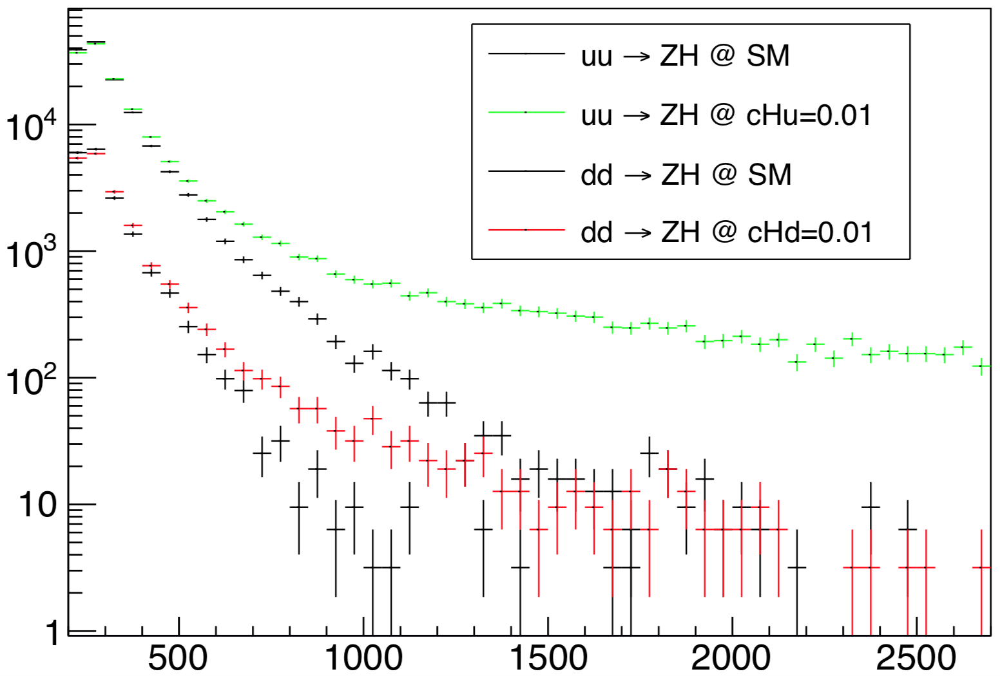 uu → ZH @ SM
uu → ZH @ cHu=0.01
dd → ZH @ SM
dd → ZH @ cHd=0.01
10⁴
10³
10²
10
1
500 1000 1500 2000 2500